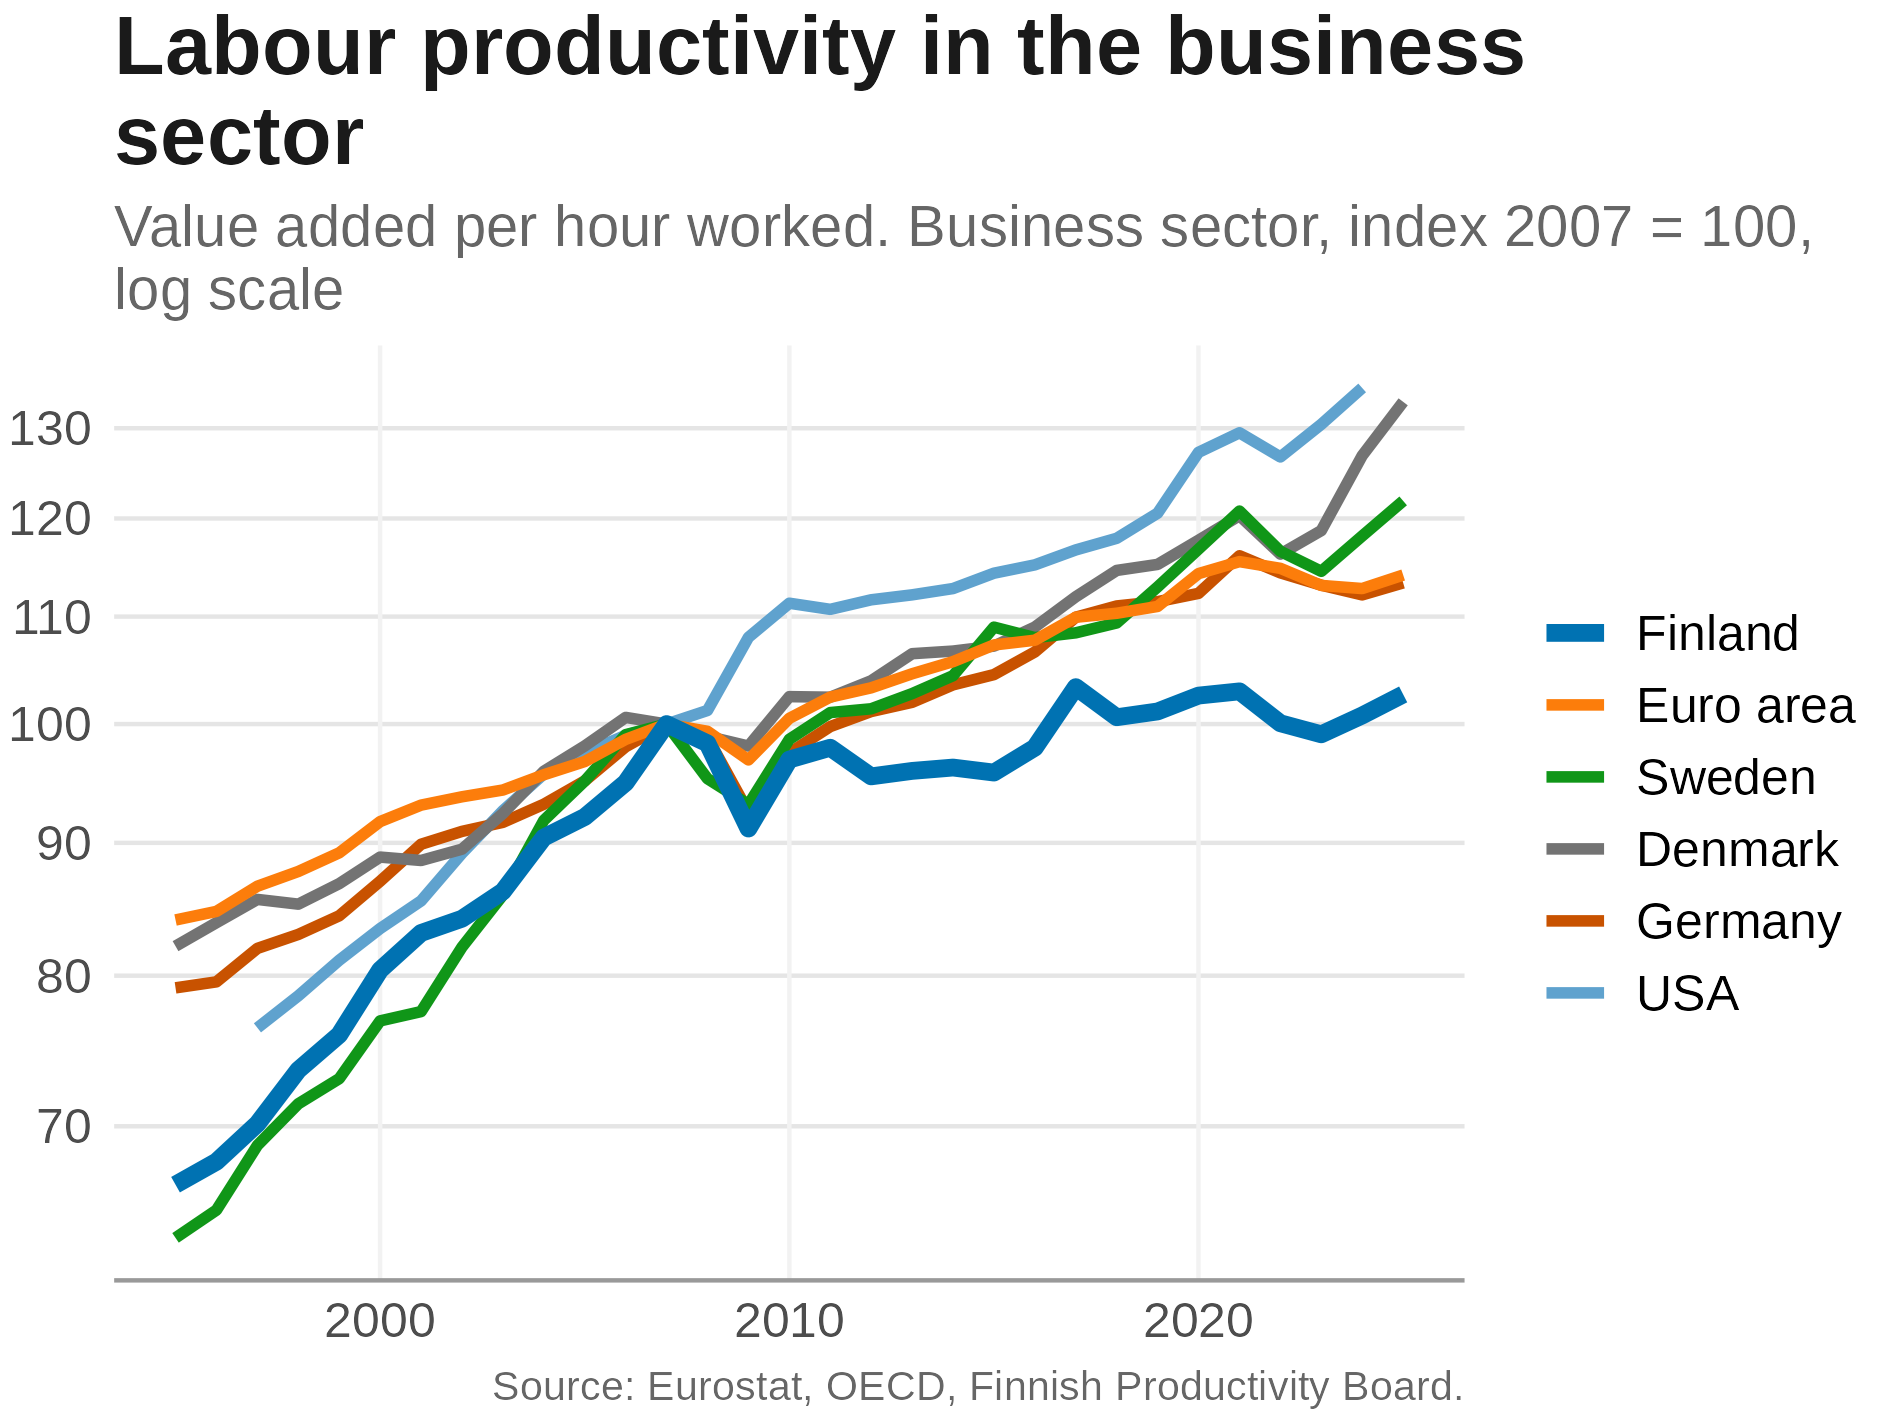 Labour productivity in the business
sector
Value added per hour worked. Business sector, index 2007 = 100,
log scale
130
120
110
100
90
80
70
Finland
Euro area
Sweden
Denmark
Germany
USA
2000
2010
2020
Source: Eurostat, OECD, Finnish Productivity Board.